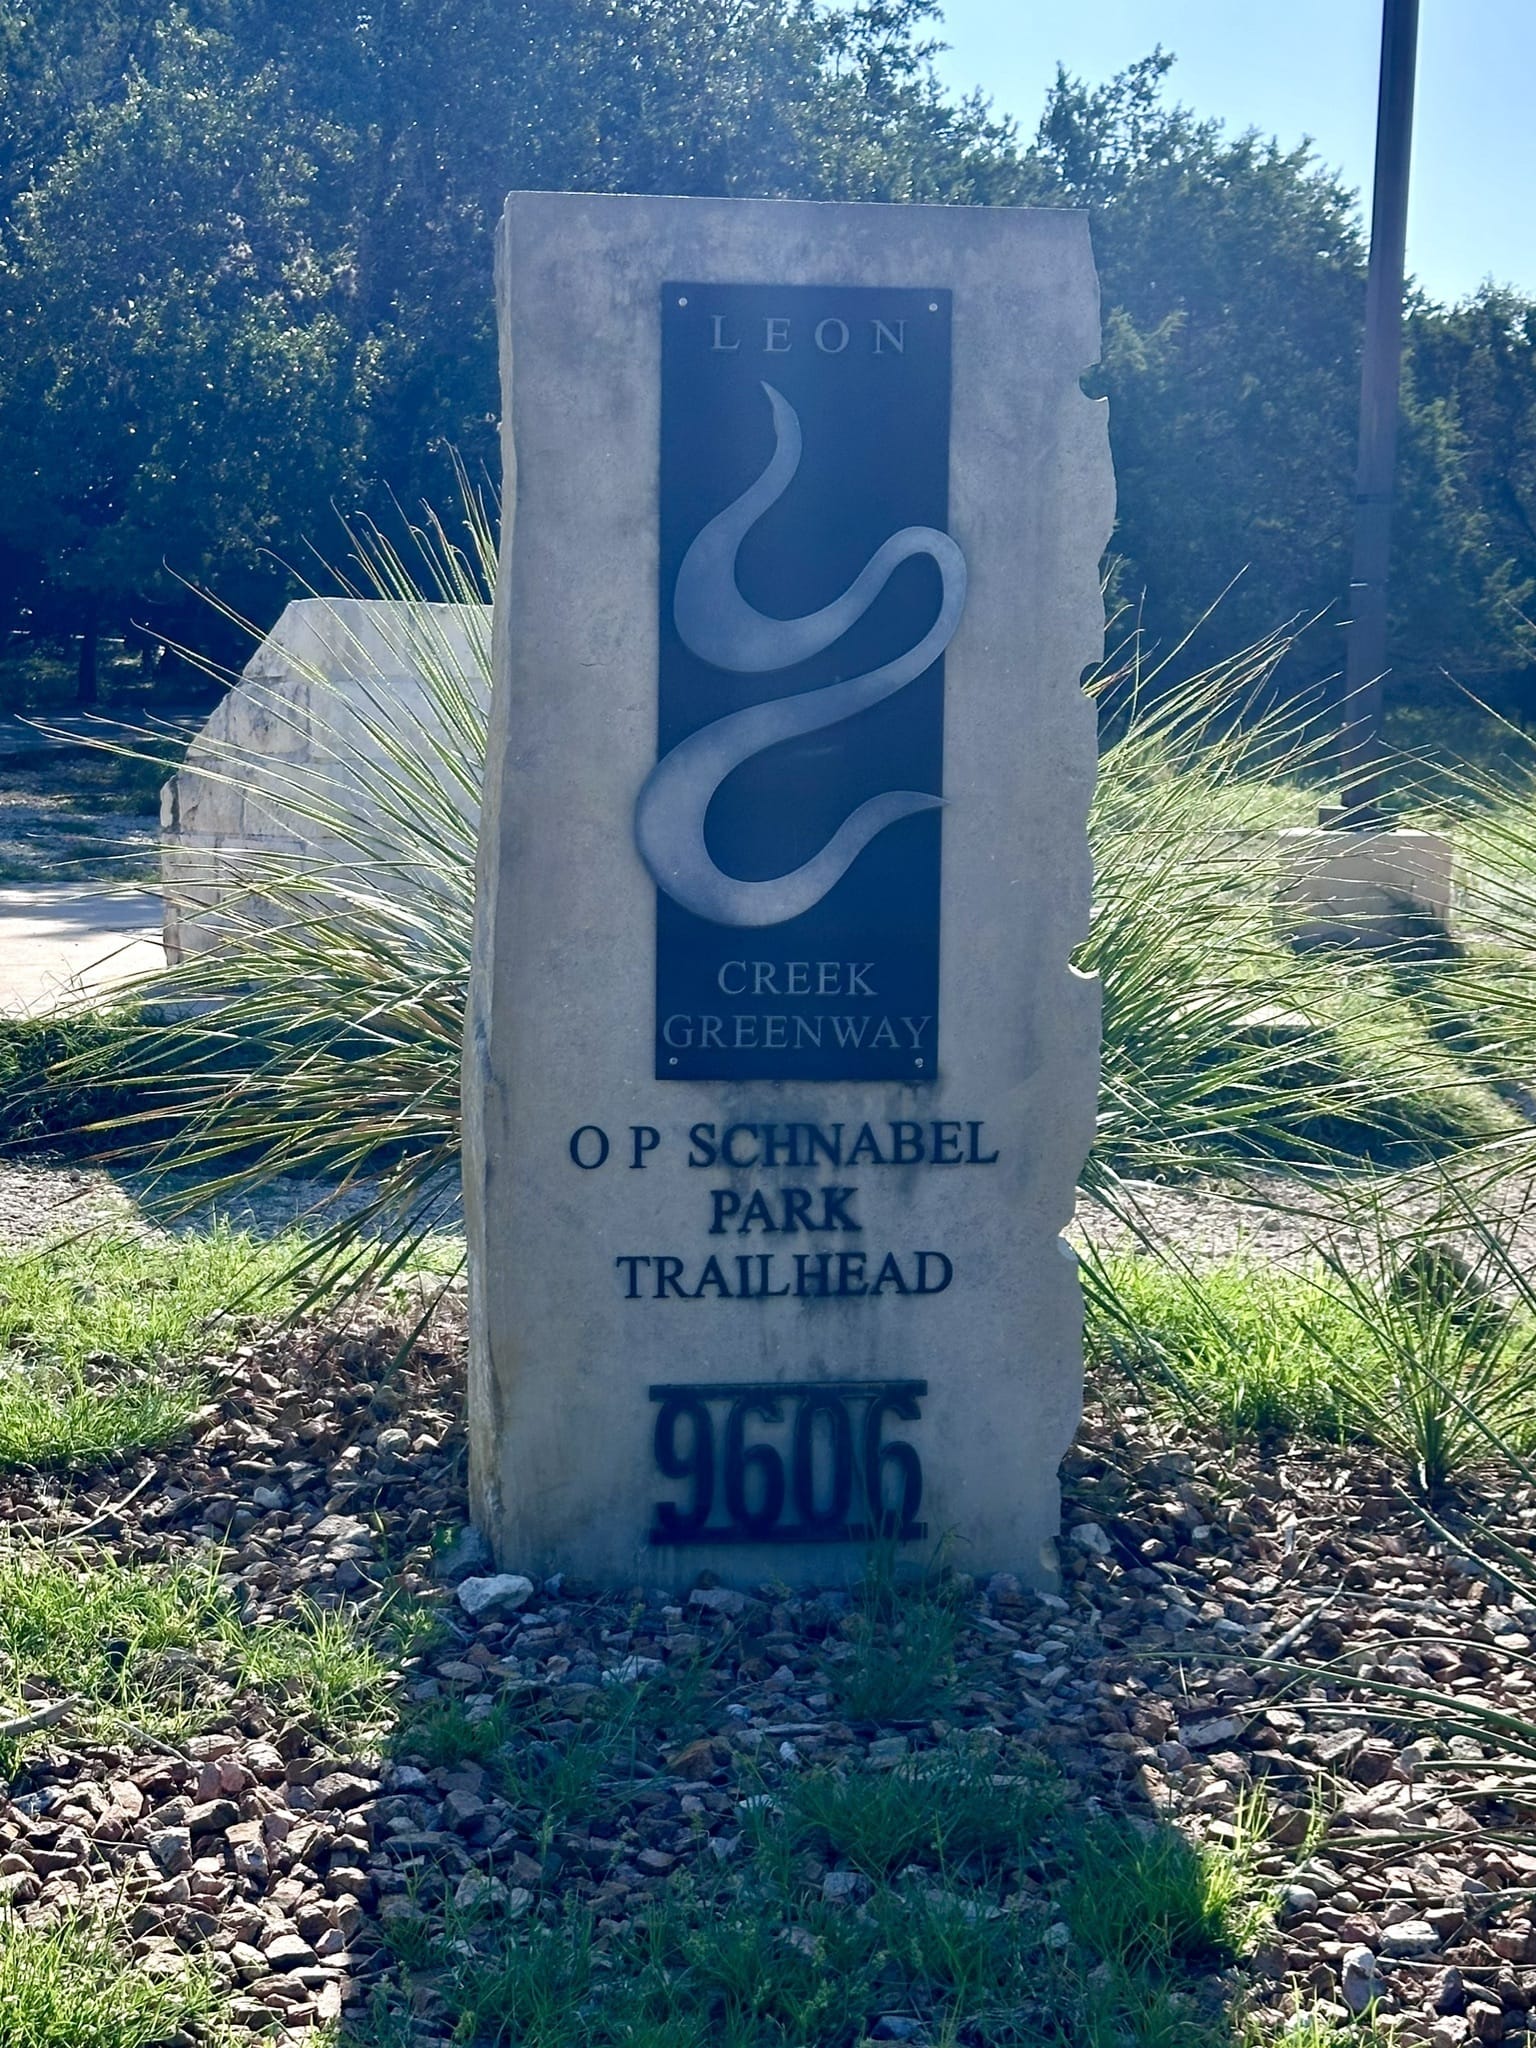 LEON
CREEK
GREENWAY
O P SCHNABEL
PARK
TRAILHEAD
9606